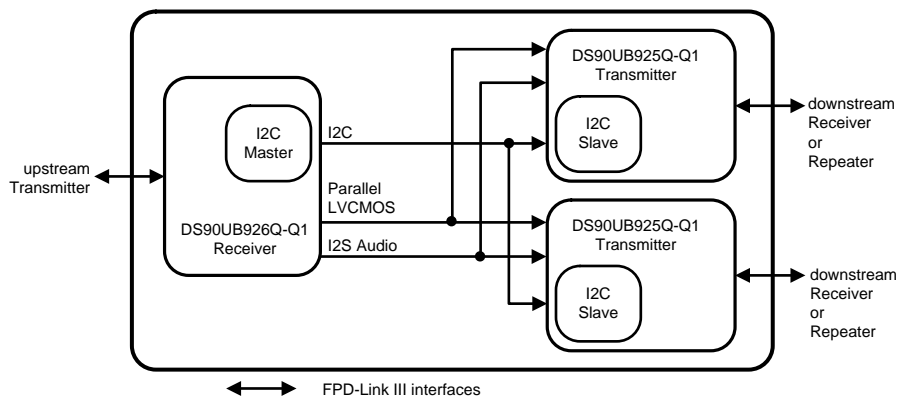 upstream
Transmitter
I2C
Master
DS90UB926Q-Q1
Receiver
I2C
Parallel
LVCMOS
I2S Audio
DS90UB925Q-Q1
Transmitter
I2C
Slave
downstream
Receiver
or
Repeater
DS90UB925Q-Q1
Transmitter
I2C
Slave
downstream
Receiver
or
Repeater
FPD-Link III interfaces